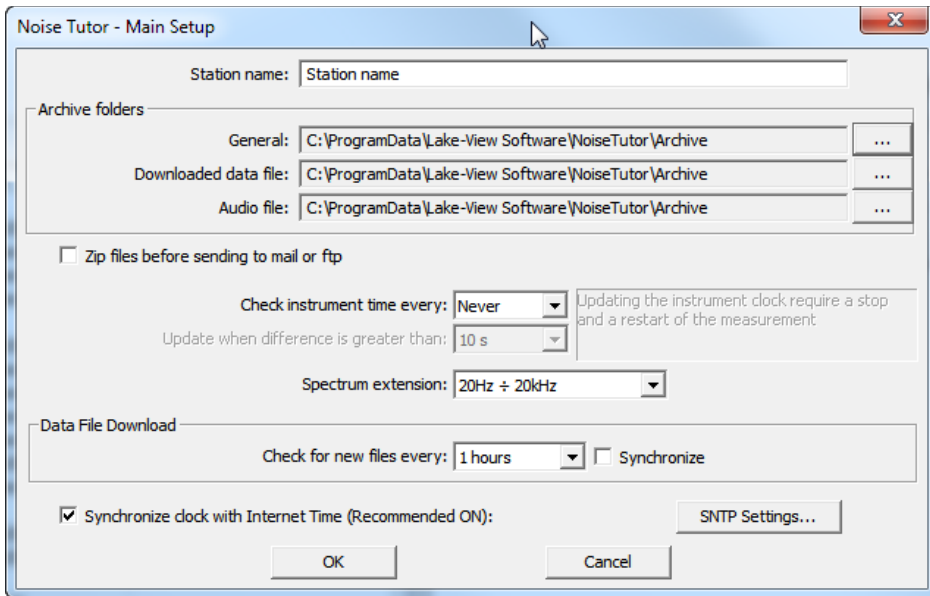 Noise Tutor - Main Setup
Station name: Station name
Archive folders
General: C:\ProgramData\Lake-View Software\NoiseTutor\Archive ...
Downloaded data file: C:\ProgramData\Lake-View Software\NoiseTutor\Archive ...
Audio file: C:\ProgramData\Lake-View Software\NoiseTutor\Archive ...
Zip files before sending to mail or ftp
Check instrument time every: Never Updating the instrument clock require a stop
and a restart of the measurement
Update when difference is greater than: 10 s
Spectrum extension: 20Hz ÷ 20kHz
Data File Download
Check for new files every: 1 hours Synchronize
Synchronize clock with Internet Time (Recommended ON): SNTP Settings...
OK Cancel